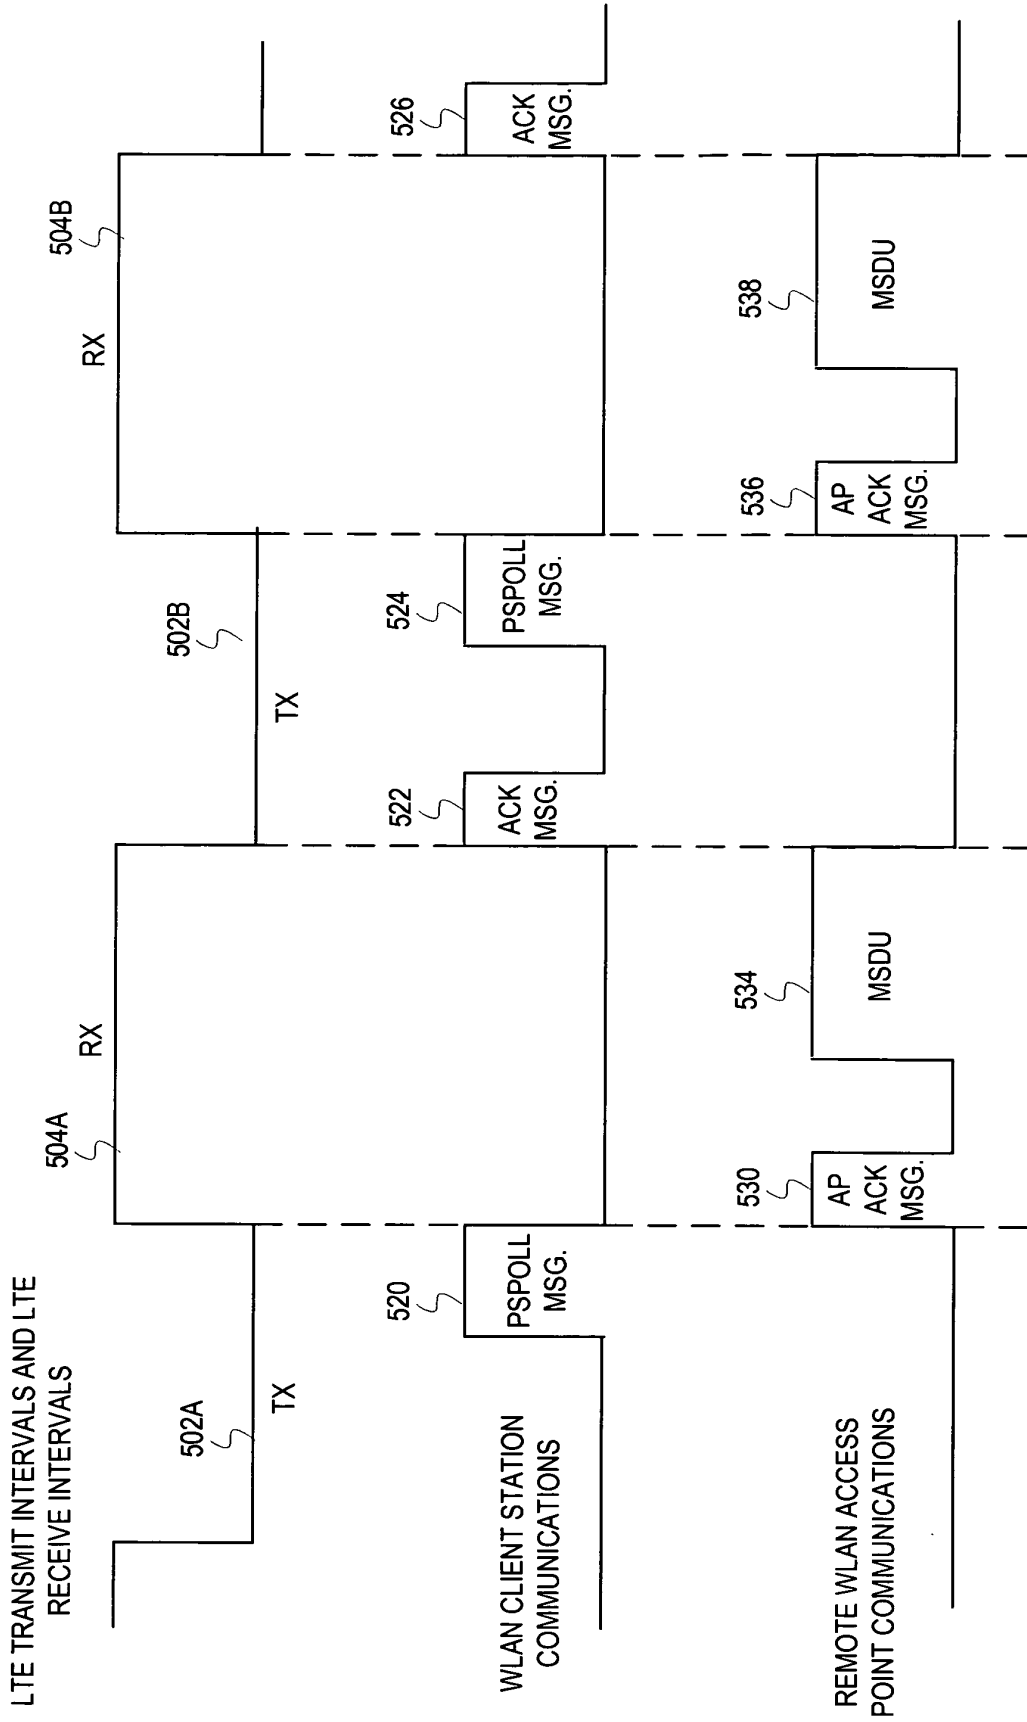 LTE TRANSMIT INTERVALS AND LTE
RECEIVE INTERVALS
502A
TX
504A
RX
502B
TX
504B
RX
WLAN CLIENT STATION
COMMUNICATIONS
520
PSPOLL
MSG.
522
ACK
MSG.
524
PSPOLL
MSG.
526
ACK
MSG.
REMOTE WLAN ACCESS
POINT COMMUNICATIONS
530
AP
ACK
MSG.
534
MSDU
536
AP
ACK
MSG.
538
MSDU